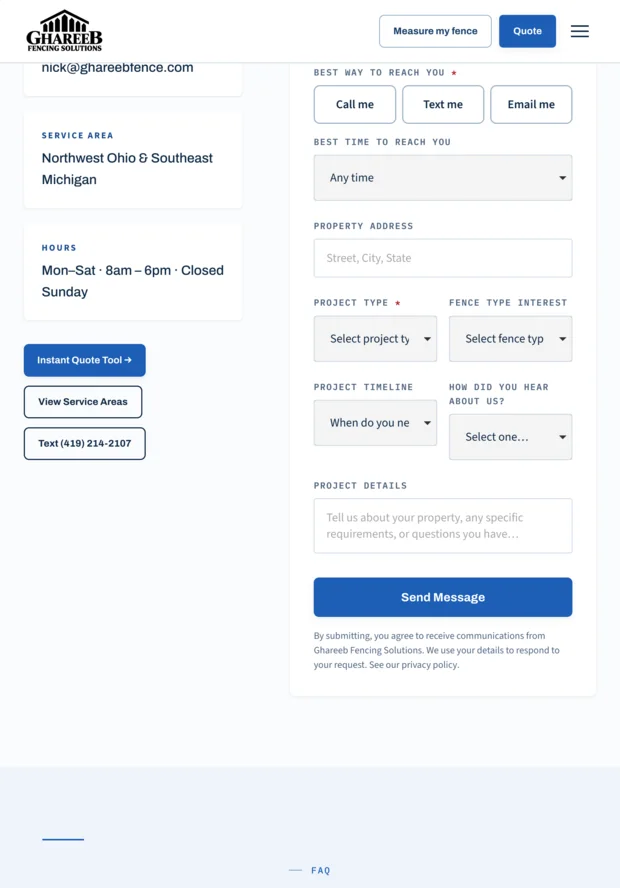 GHAREEB
FENCING SOLUTIONS
Measure my fence
Quote
nick@ghareebfence.com
SERVICE AREA
Northwest Ohio & Southeast
Michigan
HOURS
Mon–Sat · 8am – 6pm · Closed
Sunday
Instant Quote Tool →
View Service Areas
Text (419) 214-2107
BEST WAY TO REACH YOU *
Call me
Text me
Email me
BEST TIME TO REACH YOU
Any time
PROPERTY ADDRESS
Street, City, State
PROJECT TYPE *
FENCE TYPE INTEREST
Select project ty
Select fence typ
PROJECT TIMELINE
HOW DID YOU HEAR
ABOUT US?
When do you ne
Select one…
PROJECT DETAILS
Tell us about your property, any specific
requirements, or questions you have…
Send Message
By submitting, you agree to receive communications from
Ghareeb Fencing Solutions. We use your details to respond to
your request. See our privacy policy.
FAQ